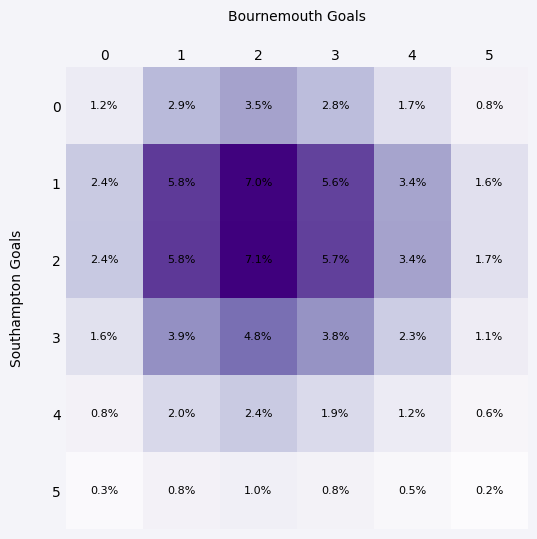 Bournemouth Goals
0 1 2 3 4 5
0 1.2% 2.9% 3.5% 2.8% 1.7% 0.8%
1 2.4% 5.8% 7.0% 5.6% 3.4% 1.6%
2 2.4% 5.8% 7.1% 5.7% 3.4% 1.7%
3 1.6% 3.9% 4.8% 3.8% 2.3% 1.1%
4 0.8% 2.0% 2.4% 1.9% 1.2% 0.6%
5 0.3% 0.8% 1.0% 0.8% 0.5% 0.2%
Southampton Goals